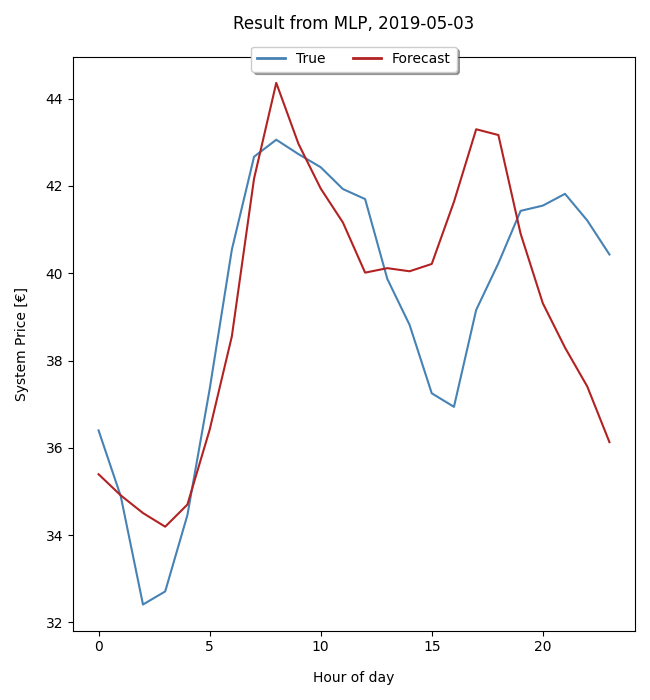 Result from MLP, 2019-05-03
True Forecast
System Price [€]
44
42
40
38
36
34
32
0 5 10 15 20
Hour of day